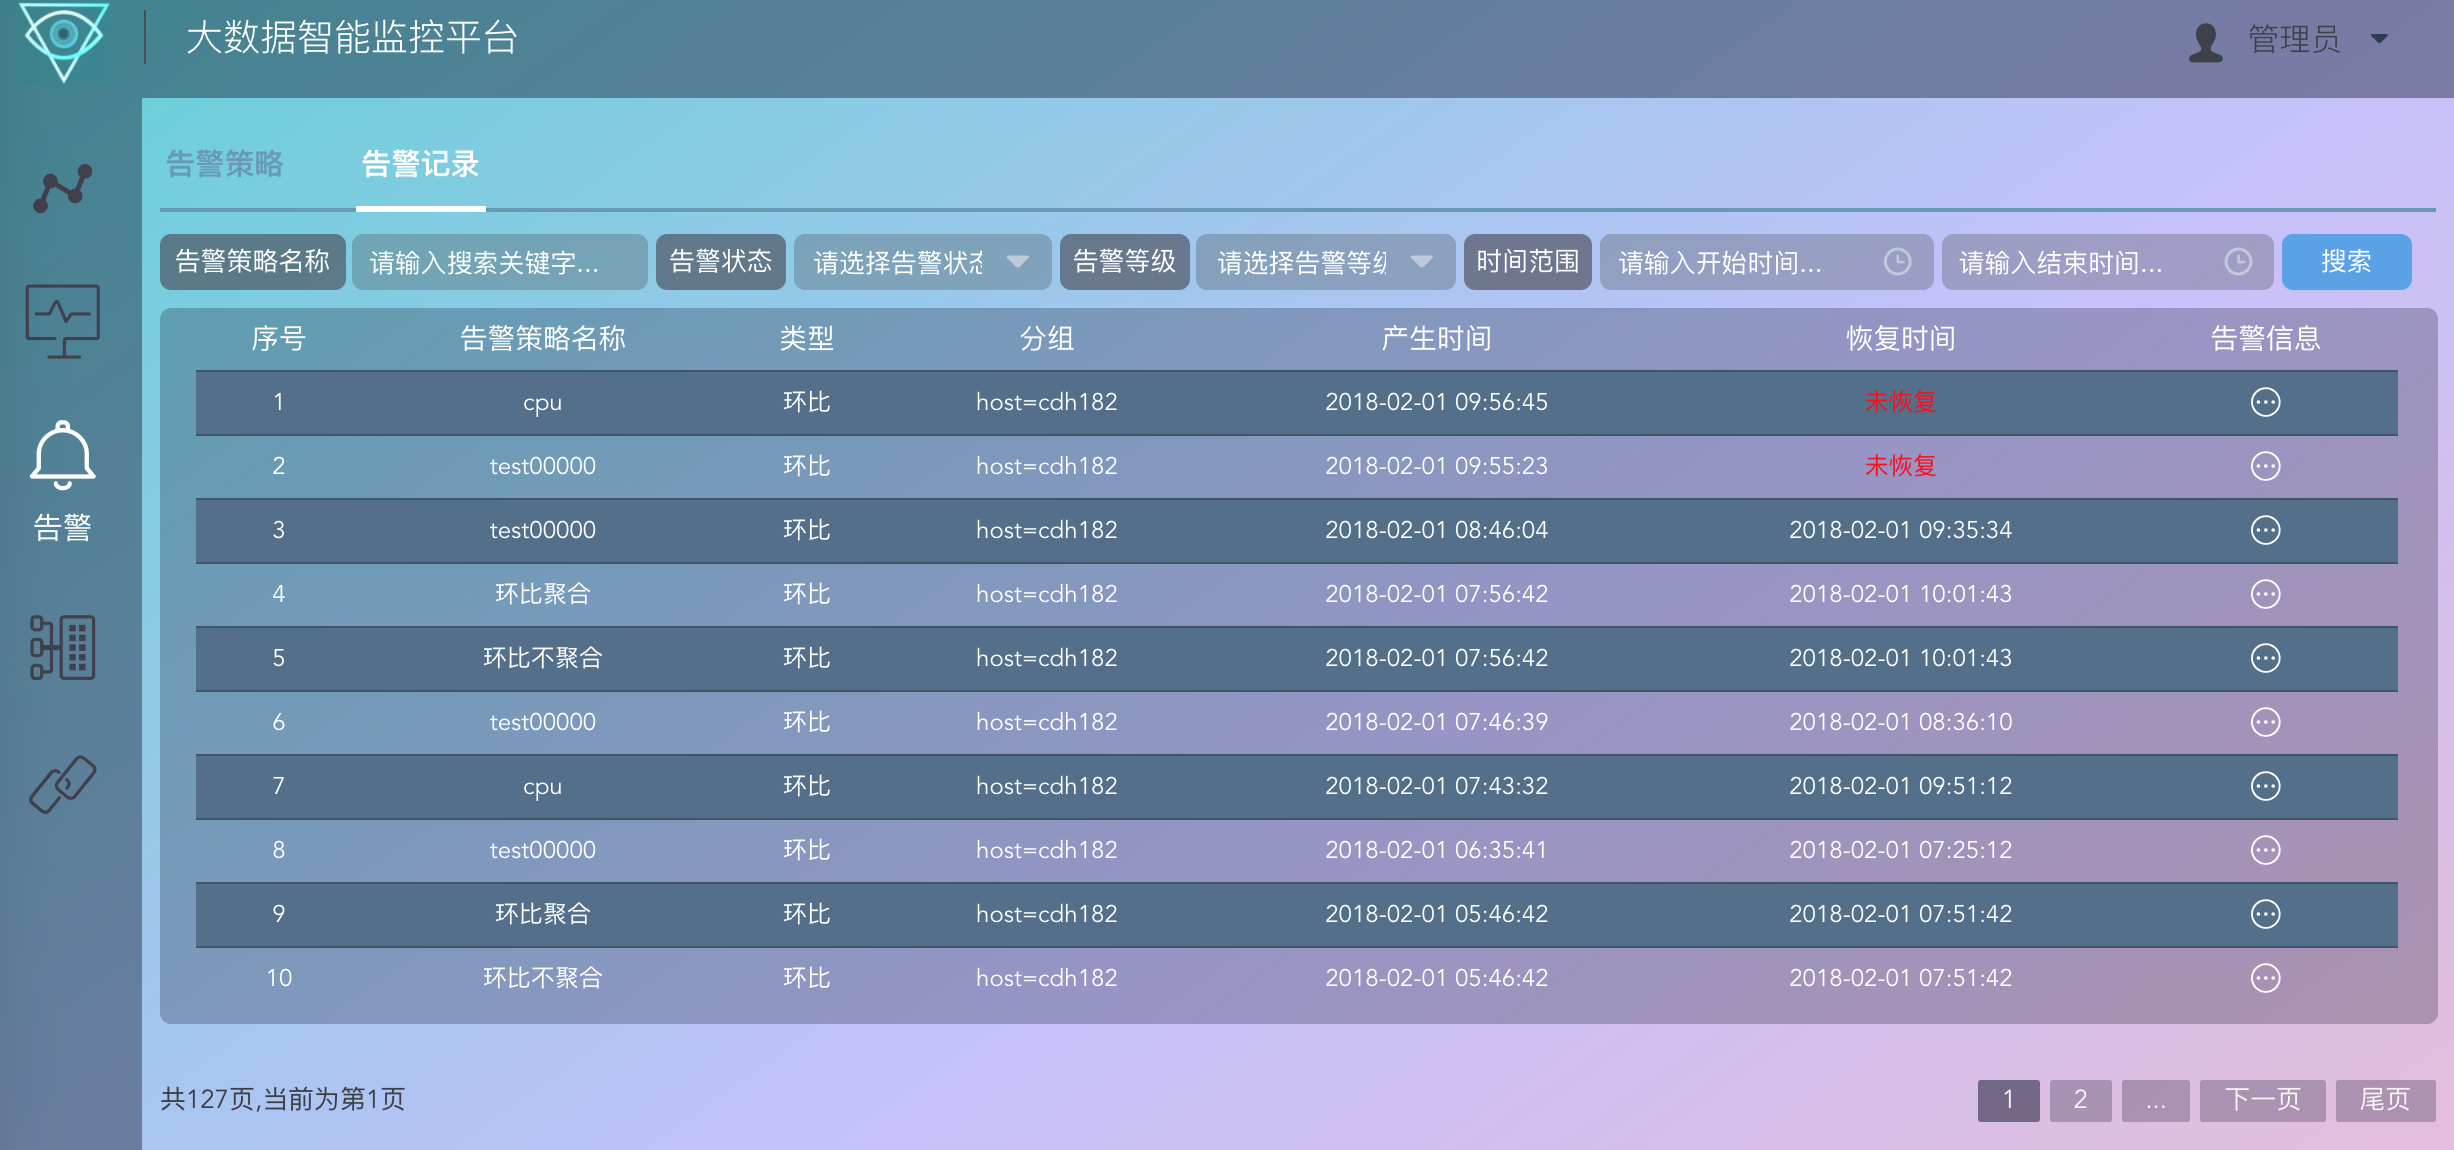 大数据智能监控平台
管理员
告警策略 告警记录
告警策略名称 请输入搜索关键字... 告警状态 请选择告警状态 告警等级 请选择告警等级 时间范围 请输入开始时间... 请输入结束时间... 搜索
序号 告警策略名称 类型 分组 产生时间 恢复时间 告警信息
1 cpu 环比 host=cdh182 2018-02-01 09:56:45 未恢复
2 test00000 环比 host=cdh182 2018-02-01 09:55:23 未恢复
3 test00000 环比 host=cdh182 2018-02-01 08:46:04 2018-02-01 09:35:34
4 环比聚合 环比 host=cdh182 2018-02-01 07:56:42 2018-02-01 10:01:43
5 环比不聚合 环比 host=cdh182 2018-02-01 07:56:42 2018-02-01 10:01:43
6 test00000 环比 host=cdh182 2018-02-01 07:46:39 2018-02-01 08:36:10
7 cpu 环比 host=cdh182 2018-02-01 07:43:32 2018-02-01 09:51:12
8 test00000 环比 host=cdh182 2018-02-01 06:35:41 2018-02-01 07:25:12
9 环比聚合 环比 host=cdh182 2018-02-01 05:46:42 2018-02-01 07:51:42
10 环比不聚合 环比 host=cdh182 2018-02-01 05:46:42 2018-02-01 07:51:42
告警
共127页,当前为第1页
1 2 ... 下一页 尾页